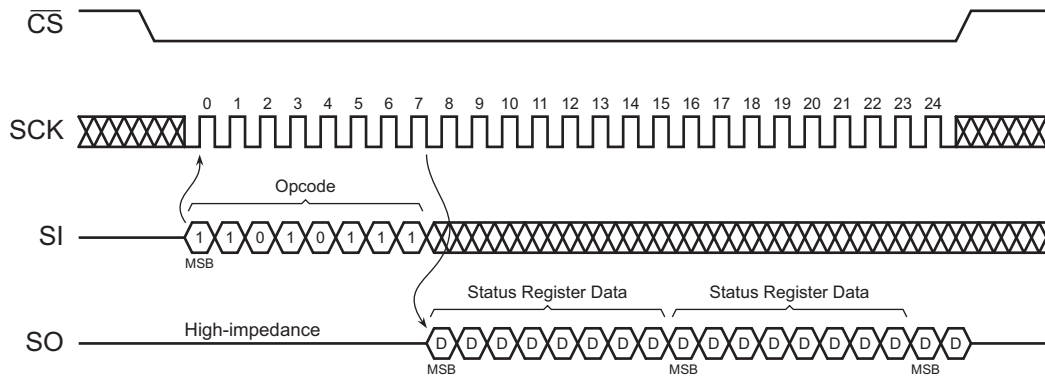 C̅S̅
0 1 2 3 4 5 6 7 8 9 10 11 12 13 14 15 16 17 18 19 20 21 22 23 24
SCK
Opcode
SI 1 1 0 1 0 1 1 1
MSB
Status Register Data Status Register Data
High-impedance
SO D D D D D D D D D D D D D D D D D D
MSB MSB MSB